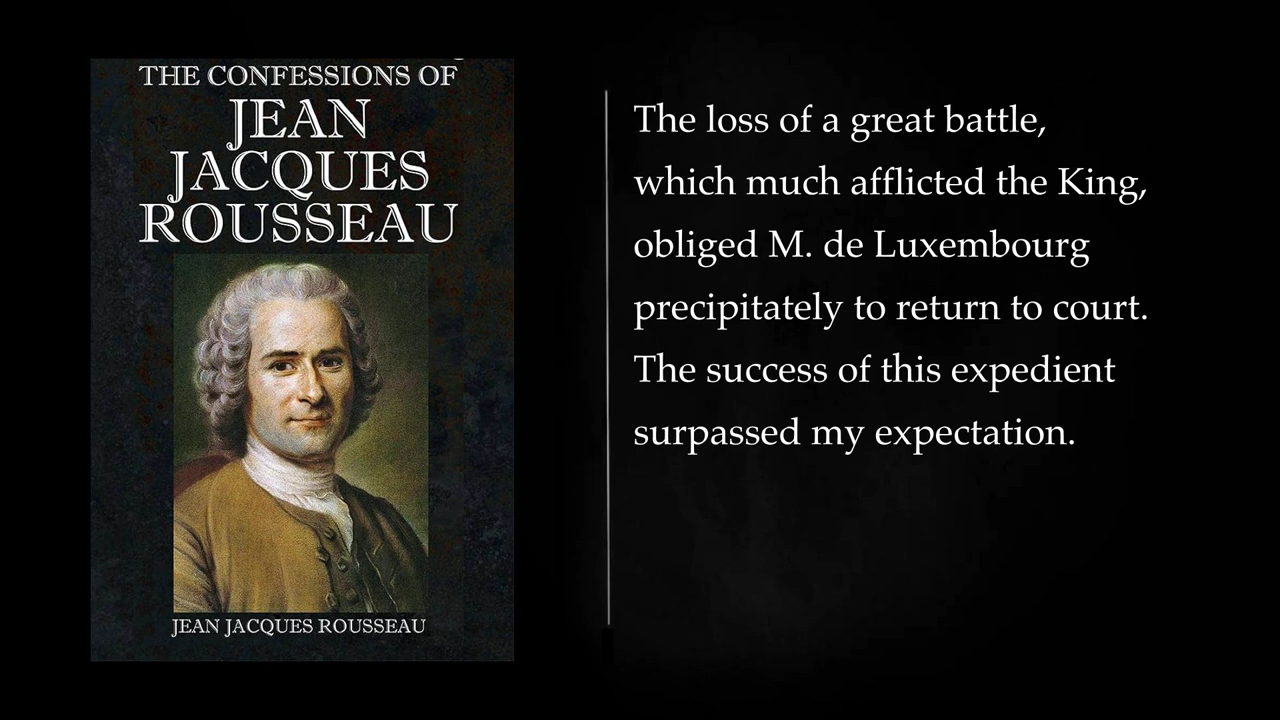 THE CONFESSIONS OF
JEAN
JACQUES
ROUSSEAU
JEAN JACQUES ROUSSEAU
The loss of a great battle,
which much afflicted the King,
obliged M. de Luxembourg
precipitately to return to court.
The success of this expedient
surpassed my expectation.